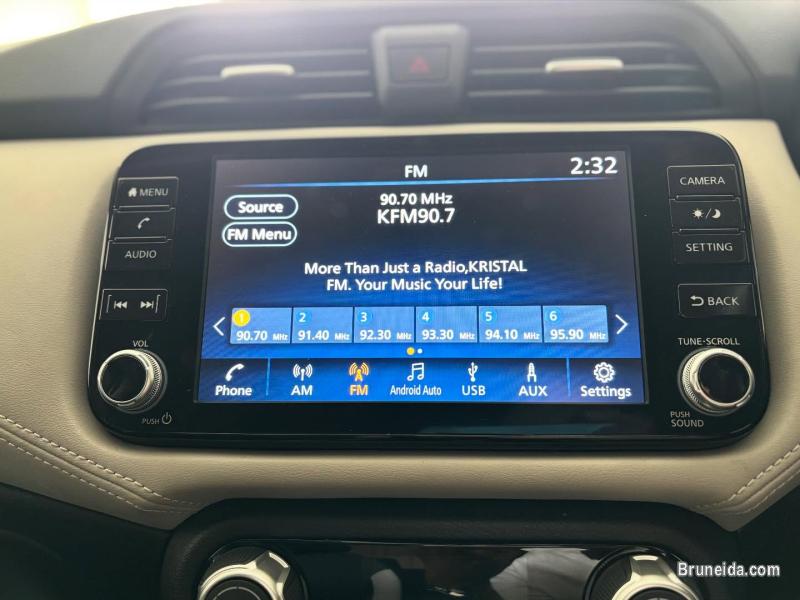 FM
2:32
MENU
AUDIO
VOL
PUSH
Source
FM Menu
90.70 MHz
KFM90.7
More Than Just a Radio,KRISTAL
FM. Your Music Your Life!
1 2 3 4 5 6
90.70 MHz 91.40 MHz 92.30 MHz 93.30 MHz 94.10 MHz 95.90 MHz
Phone AM FM Android Auto USB AUX Settings
CAMERA
SETTING
BACK
TUNE·SCROLL
PUSH
SOUND
Bruneida.com